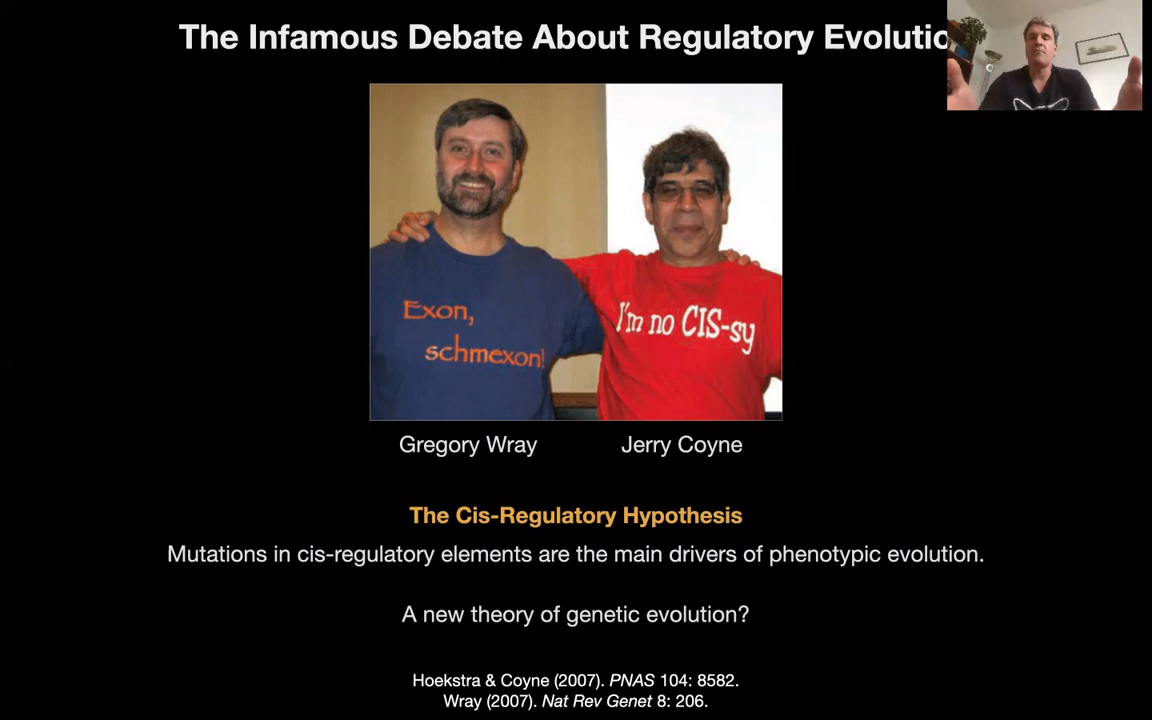 The Infamous Debate About Regulatory Evolutio
Exon,
schmexon!
I'm no CIS-sy
Gregory Wray
Jerry Coyne
The Cis-Regulatory Hypothesis
Mutations in cis-regulatory elements are the main drivers of phenotypic evolution.
A new theory of genetic evolution?
Hoekstra & Coyne (2007). PNAS 104: 8582.
Wray (2007). Nat Rev Genet 8: 206.